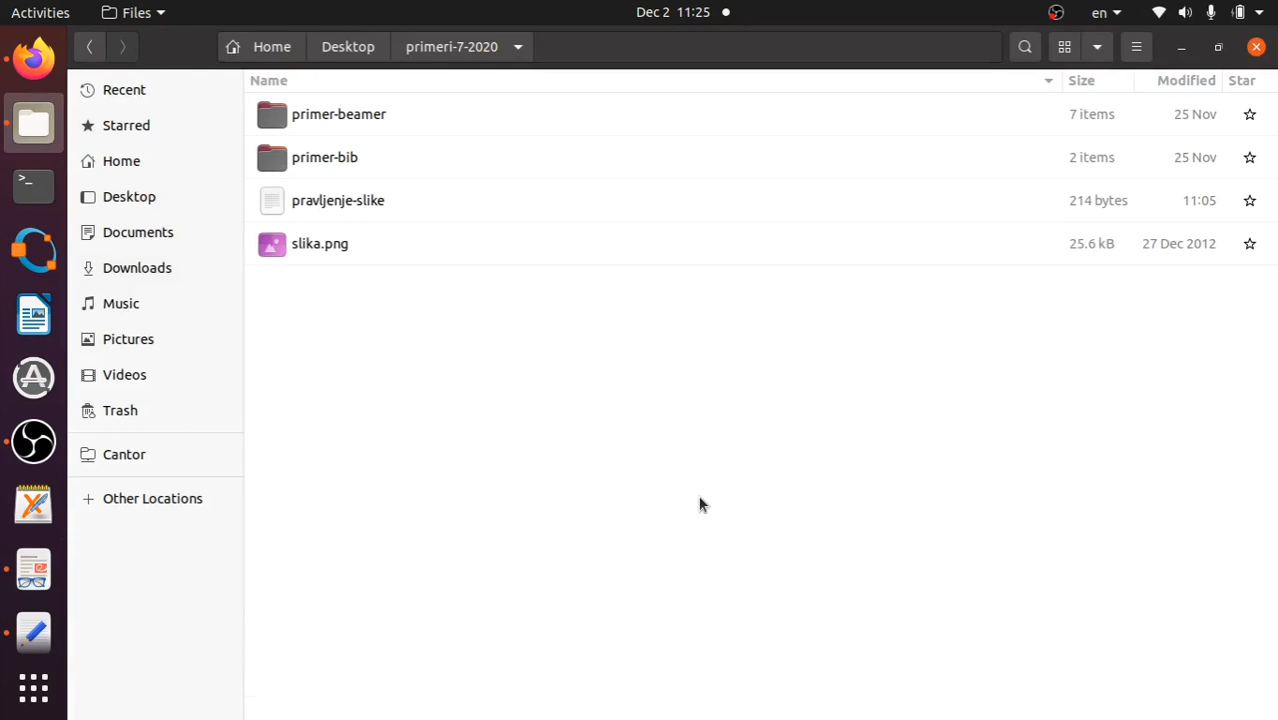 Activities Files Dec 2 11:25 en
Home Desktop primeri-7-2020
Name Size Modified Star
Recent
Starred
Home
Desktop
Documents
Downloads
Music
Pictures
Videos
Trash
Cantor
Other Locations
primer-beamer 7 items 25 Nov
primer-bib 2 items 25 Nov
pravljenje-slike 214 bytes 11:05
slika.png 25.6 kB 27 Dec 2012